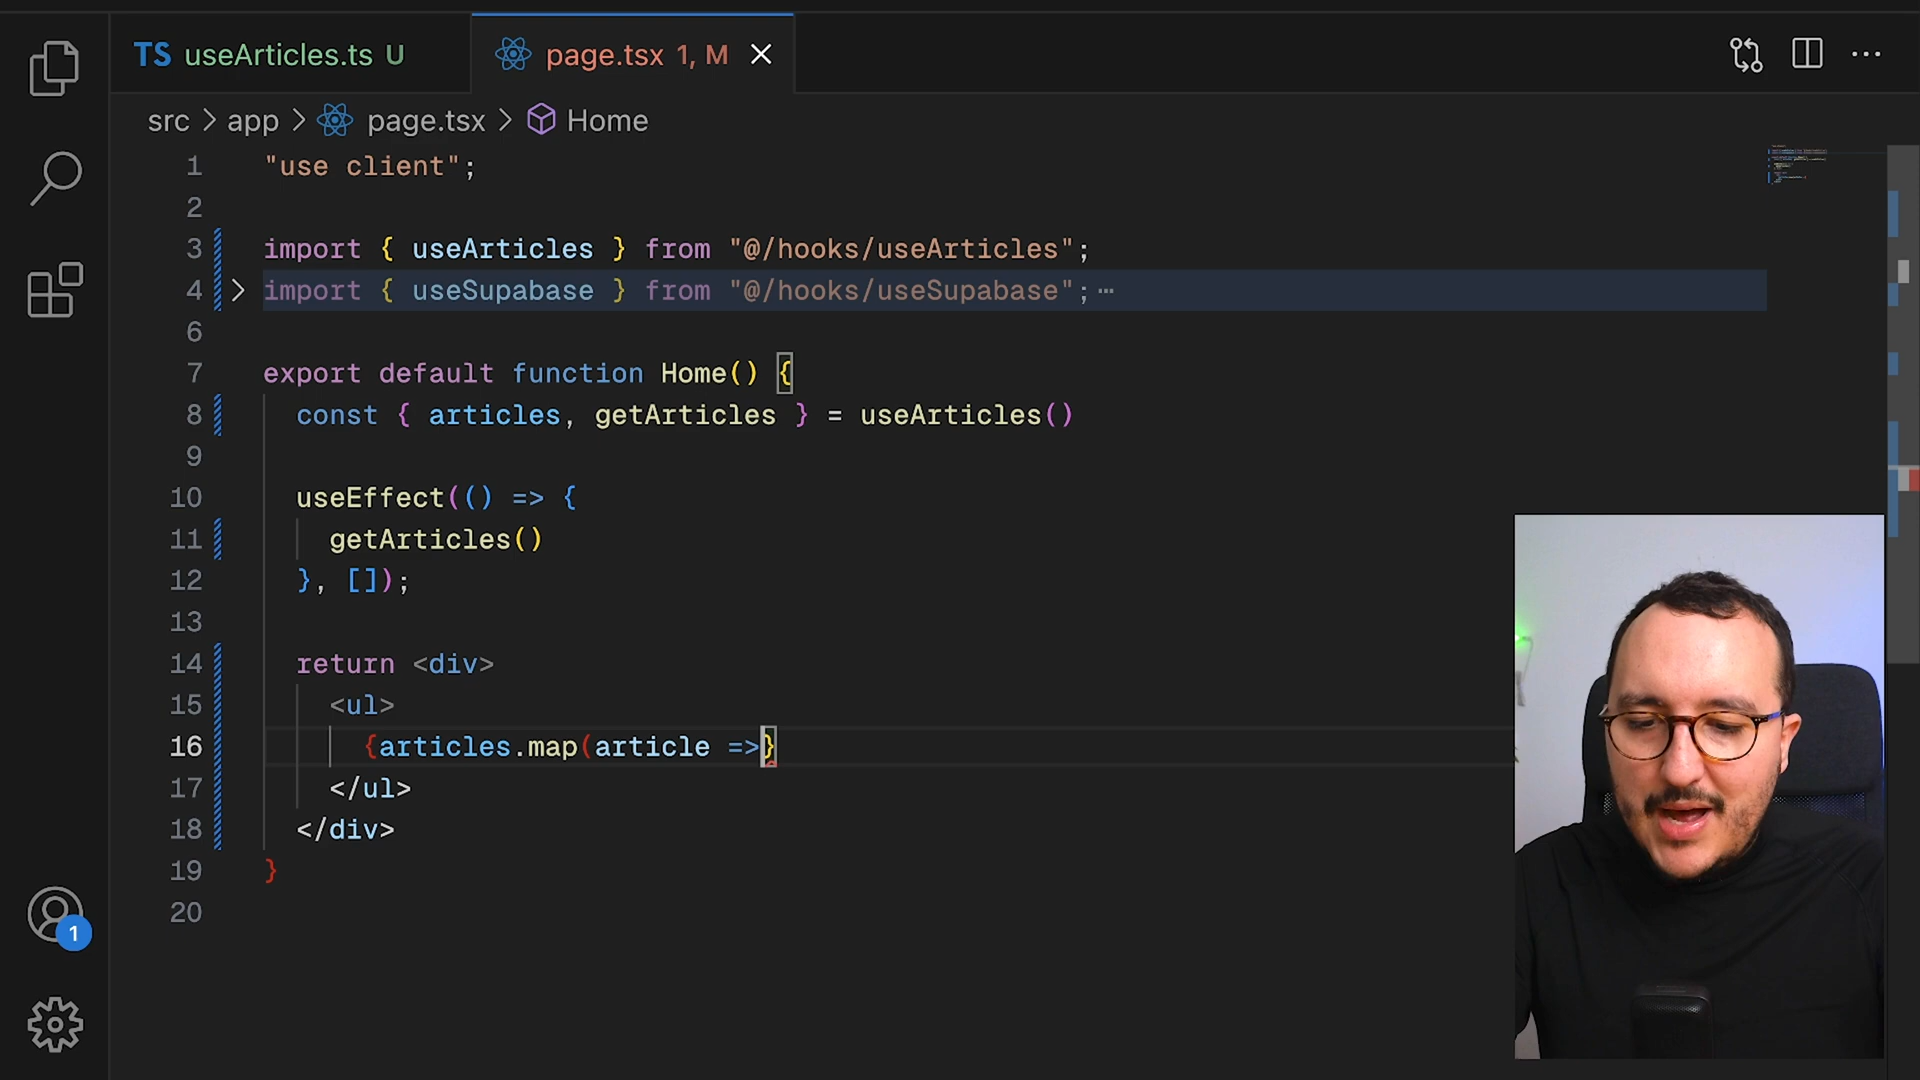 TS useArticles.ts U
page.tsx 1, M
src > app > page.tsx > Home
1 "use client";
2
3 import { useArticles } from "@/hooks/useArticles";
4 import { useSupabase } from "@/hooks/useSupabase";…
6
7 export default function Home() {
8 const { articles, getArticles } = useArticles()
9
10 useEffect(() => {
11 getArticles()
12 }, []);
13
14 return <div>
15 <ul>
16 {articles.map(article =>}
17 </ul>
18 </div>
19 }
20
1